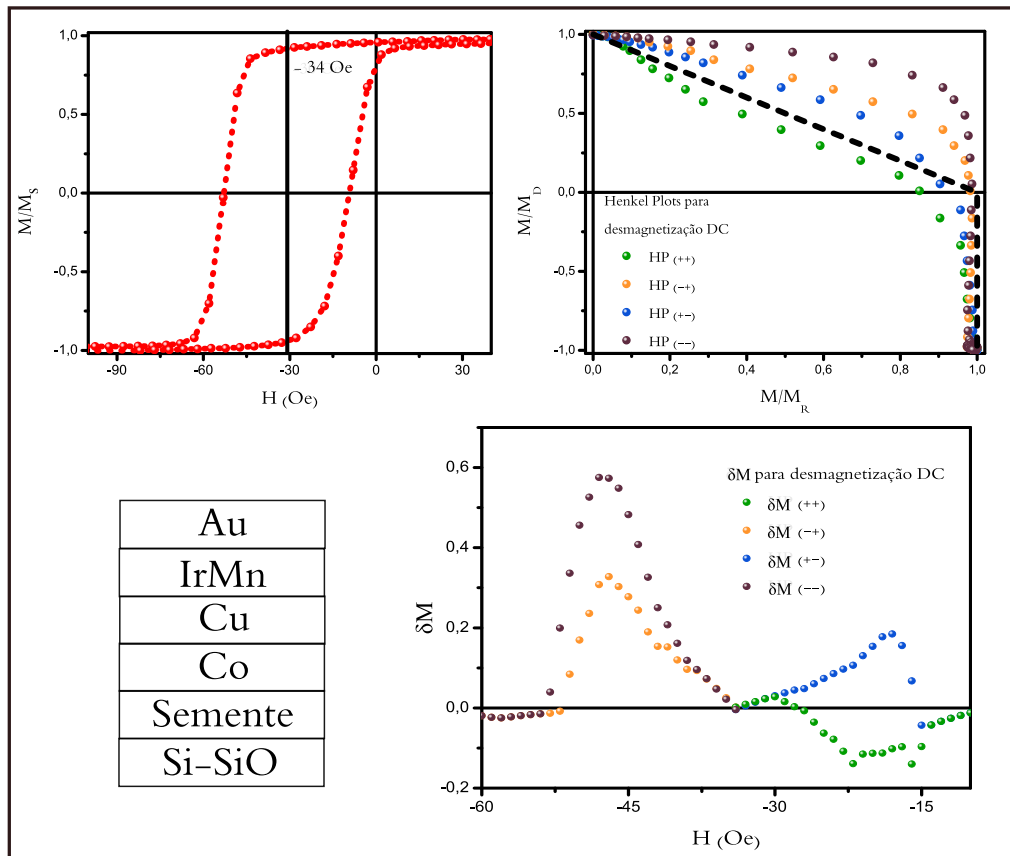 1,0
0,5
0,0
-0,5
-1,0
M/MS
– 34 Oe
-90
-60
-30
0
30
H (Oe)
1,0
0,5
0,0
-0,5
-1,0
M/MD
Henkel Plots para
desmagnetização DC
HP (++)
HP (−+)
HP (+−)
HP (−−)
0,0
0,2
0,4
0,6
0,8
1,0
M/MR
Au
IrMn
Cu
Co
Semente
Si–SiO
0,6
0,4
0,2
0,0
-0,2
δM
δM para desmagnetização DC
δM (++)
δM (−+)
δM (+−)
δM (−−)
-60
-45
-30
-15
H (Oe)